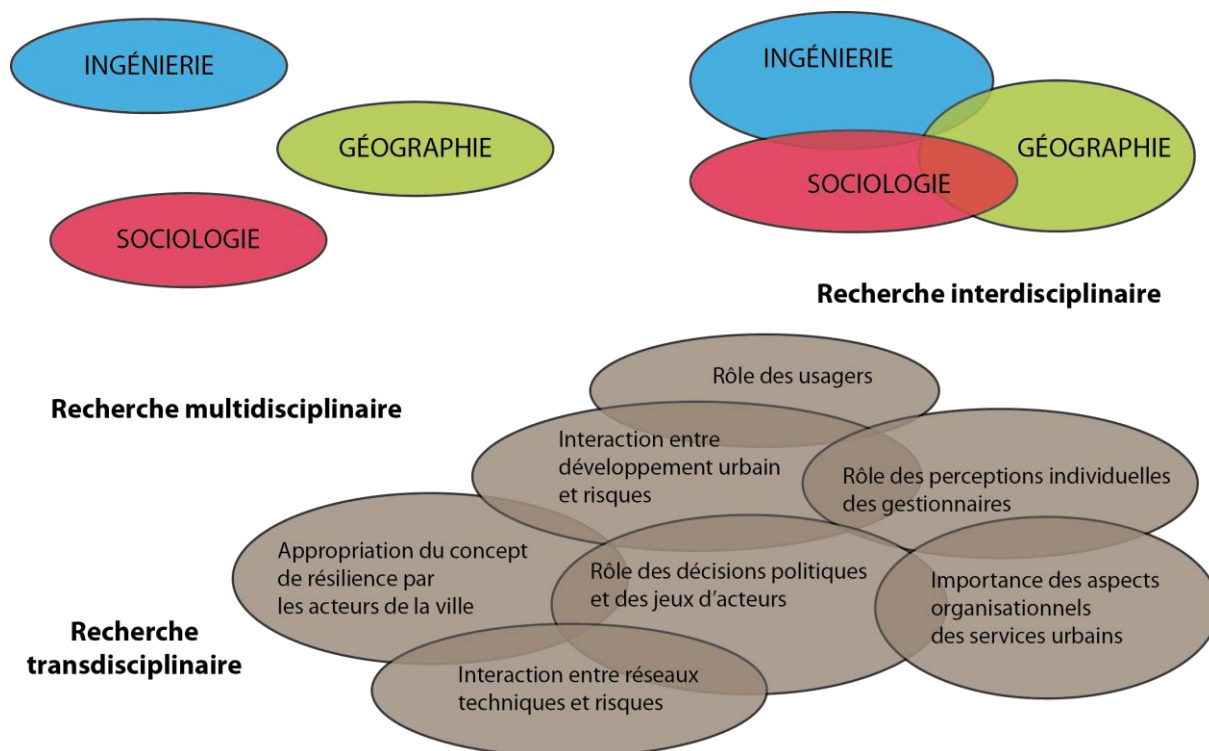 INGÉNIERIE
GÉOGRAPHIE
SOCIOLOGIE
Recherche multidisciplinaire
INGÉNIERIE
GÉOGRAPHIE
SOCIOLOGIE
Recherche interdisciplinaire
Rôle des usagers
Interaction entre
développement urbain
et risques
Rôle des perceptions individuelles
des gestionnaires
Appropriation du concept
de résilience par
les acteurs de la ville
Rôle des décisions politiques
et des jeux d’acteurs
Importance des aspects
organisationnels
des services urbains
Interaction entre réseaux
techniques et risques
Recherche
transdisciplinaire